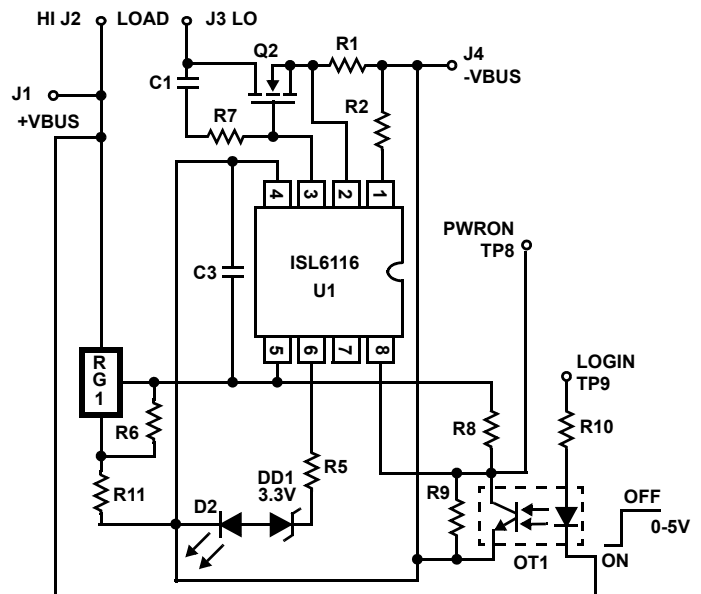 HI J2
LOAD
J3 LO
Q2
R1
J4
-VBUS
C1
J1
+VBUS
R7
R2
4
3
2
1
PWRON
TP8
ISL6116
U1
C3
5
6
7
8
R
G
1
LOGIN
TP9
R6
R8
R10
R11
D2
DD1
3.3V
R5
R9
OFF
0-5V
OT1
ON